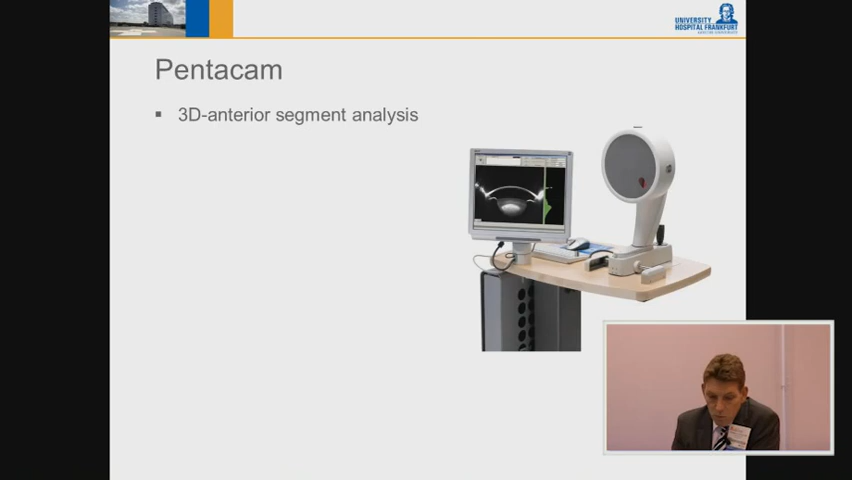 UNIVERSITY
HOSPITAL FRANKFURT
Pentacam
▪ 3D-anterior segment analysis